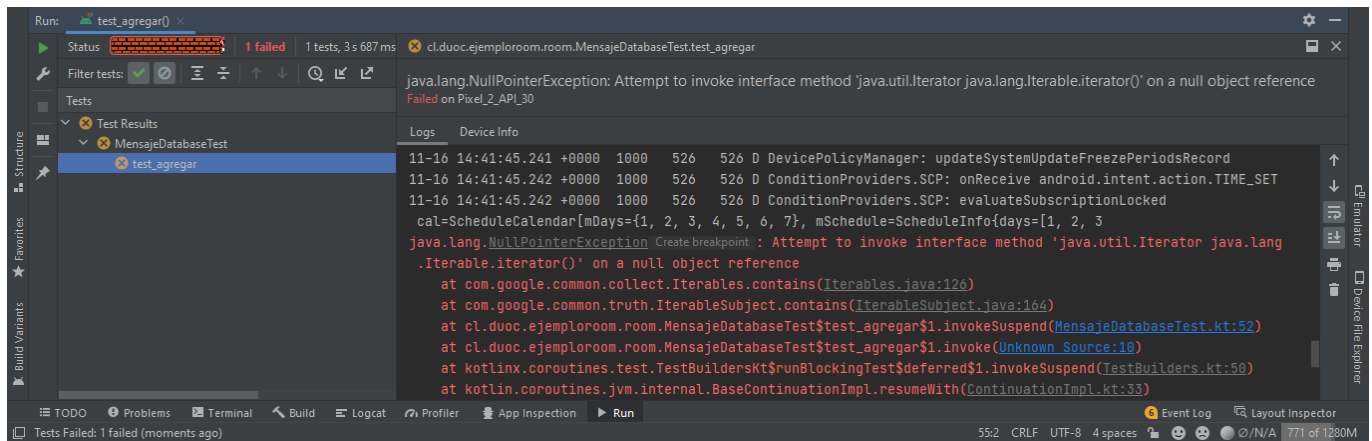 Run: test_agregar()
Status 1 failed 1 tests, 3 s 687 ms
cl.duoc.ejemploroom.room.MensajeDatabaseTest.test_agregar
Filter tests:
java.lang.NullPointerException: Attempt to invoke interface method 'java.util.Iterator java.lang.Iterable.iterator()' on a null object reference
Failed on Pixel_2_API_30
Tests
Test Results
MensajeDatabaseTest
test_agregar
Logs Device Info
11-16 14:41:45.241 +0000 1000 526 526 D DevicePolicyManager: updateSystemUpdateFreezePeriodsRecord
11-16 14:41:45.242 +0000 1000 526 526 D ConditionProviders.SCP: onReceive android.intent.action.TIME_SET
11-16 14:41:45.242 +0000 1000 526 526 D ConditionProviders.SCP: evaluateSubscriptionLocked
cal=ScheduleCalendar[mDays={1, 2, 3, 4, 5, 6, 7}, mSchedule=ScheduleInfo{days=[1, 2, 3
java.lang.NullPointerException Create breakpoint : Attempt to invoke interface method 'java.util.Iterator java.lang
.Iterable.iterator()' on a null object reference
at com.google.common.collect.Iterables.contains(Iterables.java:126)
at com.google.common.truth.IterableSubject.contains(IterableSubject.java:164)
at cl.duoc.ejemploroom.room.MensajeDatabaseTest$test_agregar$1.invokeSuspend(MensajeDatabaseTest.kt:52)
at cl.duoc.ejemploroom.room.MensajeDatabaseTest$test_agregar$1.invoke(Unknown Source:10)
at kotlinx.coroutines.test.TestBuildersKt$runBlockingTest$deferred$1.invokeSuspend(TestBuilders.kt:50)
at kotlin.coroutines.jvm.internal.BaseContinuationImpl.resumeWith(ContinuationImpl.kt:33)
Structure
Favorites
Build Variants
Emulator
Device File Explorer
TODO Problems Terminal Build Logcat Profiler App Inspection Run 6 Event Log Layout Inspector
Tests Failed: 1 failed (moments ago) 55:2 CRLF UTF-8 4 spaces Ø/N/A 771 of 1280M